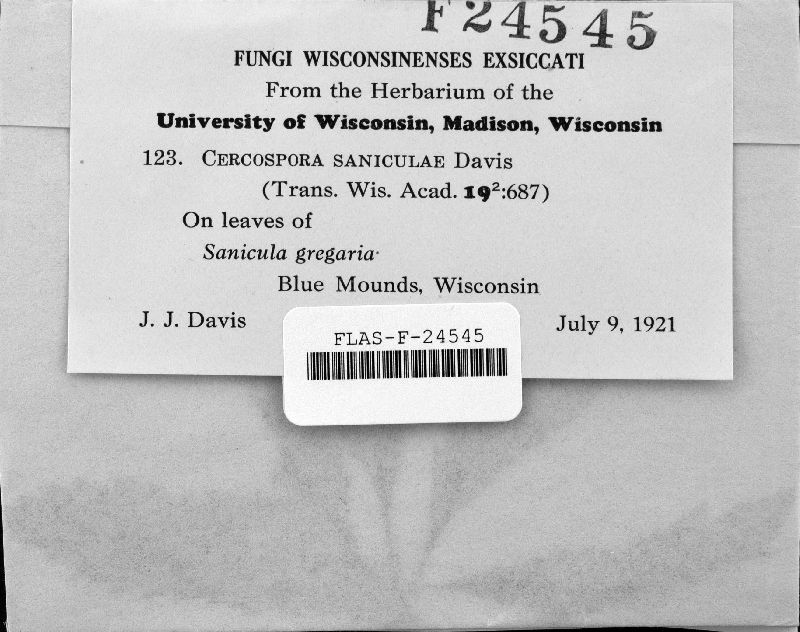 F 24545
FUNGI WISCONSINENSES EXSICCATI
From the Herbarium of the
University of Wisconsin, Madison, Wisconsin
123. CERCOSPORA SANICULAE Davis
(Trans. Wis. Acad. 19²:687)
On leaves of
Sanicula gregaria
Blue Mounds, Wisconsin
J. J. Davis July 9, 1921
FLAS-F-24545